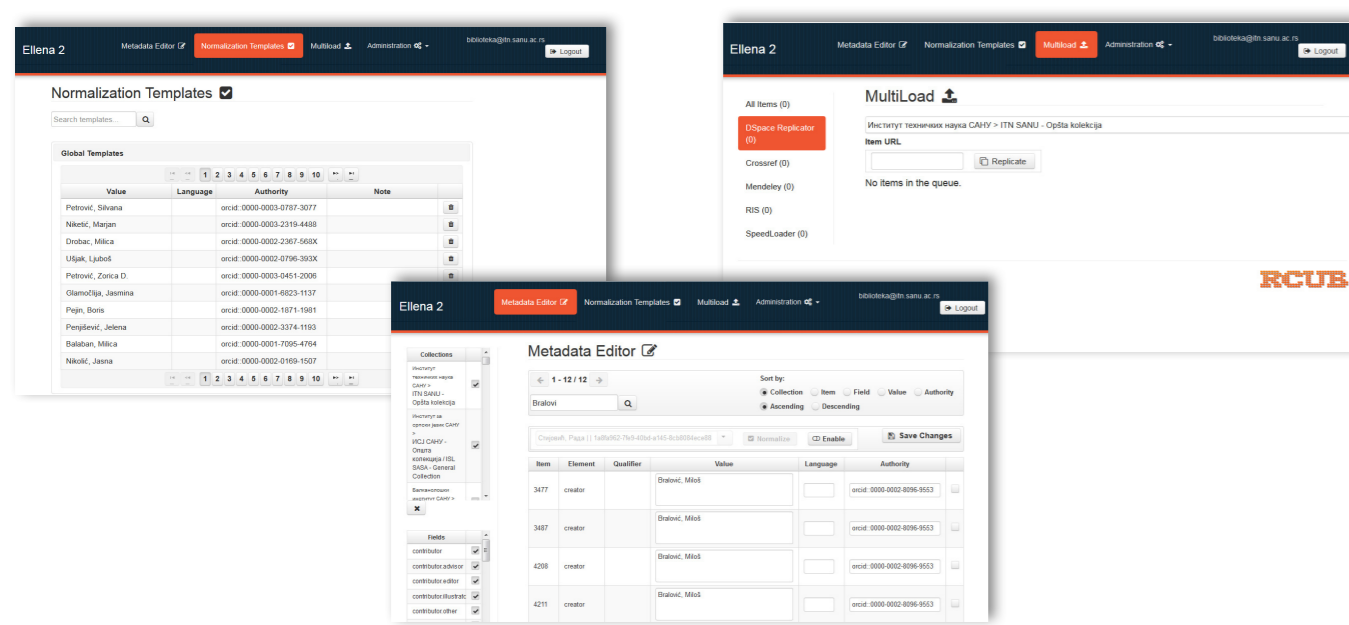 Ellena 2
Metadata Editor
Normalization Templates
Multiload
Administration
biblioteka@itn.sanu.ac.rs
Logout
Normalization Templates
Search templates...
Global Templates
1 2 3 4 5 6 7 8 9 10
Value Language Authority Note
Petrović, Silvana orcid::0000-0003-0787-3077
Niketić, Marjan orcid::0000-0003-2319-4488
Drobac, Milica orcid::0000-0002-2367-568X
Ušjak, Ljuboš orcid::0000-0002-0796-393X
Petrović, Zorica D. orcid::0000-0003-0451-2006
Glamočlija, Jasmina orcid::0000-0001-6823-1137
Pejin, Boris orcid::0000-0002-1871-1981
Penjišević, Jelena orcid::0000-0002-3374-1193
Balaban, Milica orcid::0000-0001-7095-4764
Nikolić, Jasna orcid::0000-0002-0169-1507
1 2 3 4 5 6 7 8 9 10
Ellena 2
Metadata Editor
Normalization Templates
Multiload
Administration
biblioteka@itn.sanu.ac.rs
Logout
All Items (0)
DSpace Replicator
(0)
Crossref (0)
Mendeley (0)
RIS (0)
SpeedLoader (0)
MultiLoad
Институт техничких наука САНУ > ITN SANU - Opšta kolekcija
Item URL
Replicate
No items in the queue.
RCUB
Ellena 2
Metadata Editor
Normalization Templates
Multiload
Administration
biblioteka@itn.sanu.ac.rs
Logout
Collections
Институт
техничких наука
САНУ >
ITN SANU -
Opšta kolekcija
Институт за
српски језик САНУ
>
ИСЈ САНУ -
Општа
колекција / ISL
SASA - General
Collection
Балканолошки
институт САНУ >
Fields
contributor
contributor.advisor
contributor.editor
contributor.illustrato
contributor.other
Metadata Editor
1 - 12 / 12
Bralovi
Sort by:
Collection Item Field Value Authority
Ascending Descending
Normalize
Enable
Save Changes
Item Element Qualifier Value Language Authority
3477 creator Bralović, Miloš orcid::0000-0002-8096-9553
3487 creator Bralović, Miloš orcid::0000-0002-8096-9553
4208 creator Bralović, Miloš orcid::0000-0002-8096-9553
4211 creator Bralović, Miloš orcid::0000-0002-8096-9553